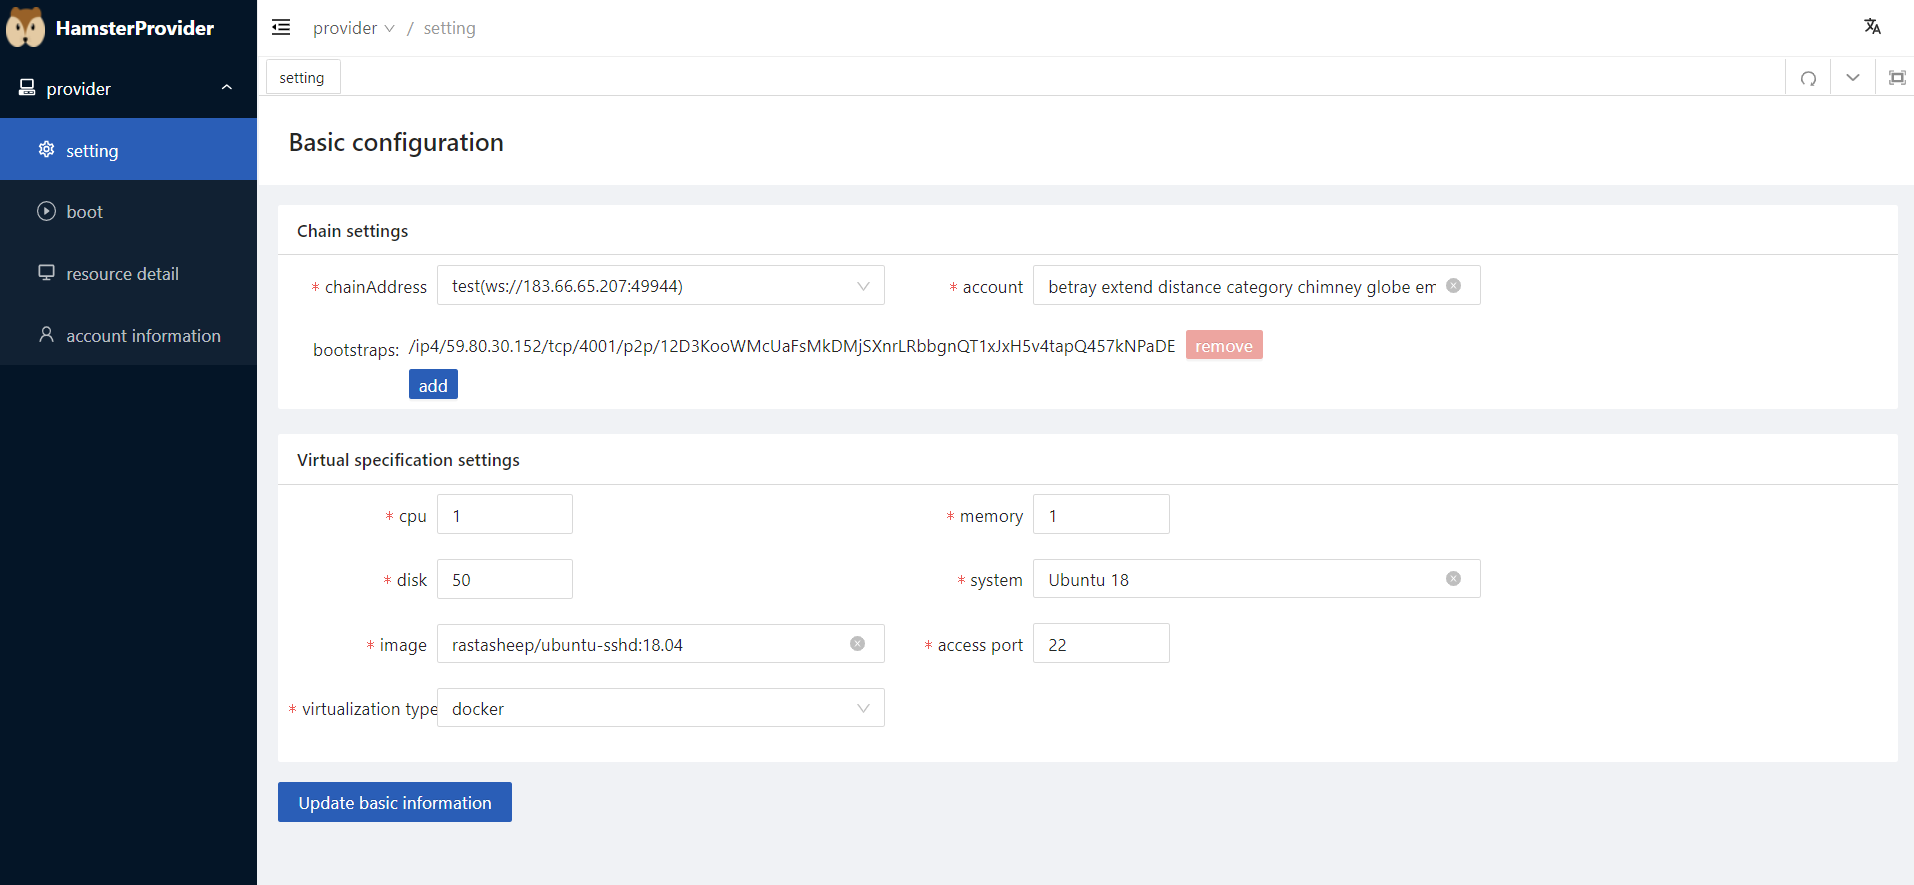 HamsterProvider
provider / setting
provider
setting
setting
boot
resource detail
account information
Basic configuration
Chain settings
* chainAddress test(ws://183.66.65.207:49944) * account betray extend distance category chimney globe em
bootstraps: /ip4/59.80.30.152/tcp/4001/p2p/12D3KooWMcUaFsMkDMjSXnrLRbbgnQT1xJxH5v4tapQ457kNPaDE remove
add
Virtual specification settings
* cpu 1 * memory 1
* disk 50 * system Ubuntu 18
* image rastasheep/ubuntu-sshd:18.04 * access port 22
* virtualization type docker
Update basic information